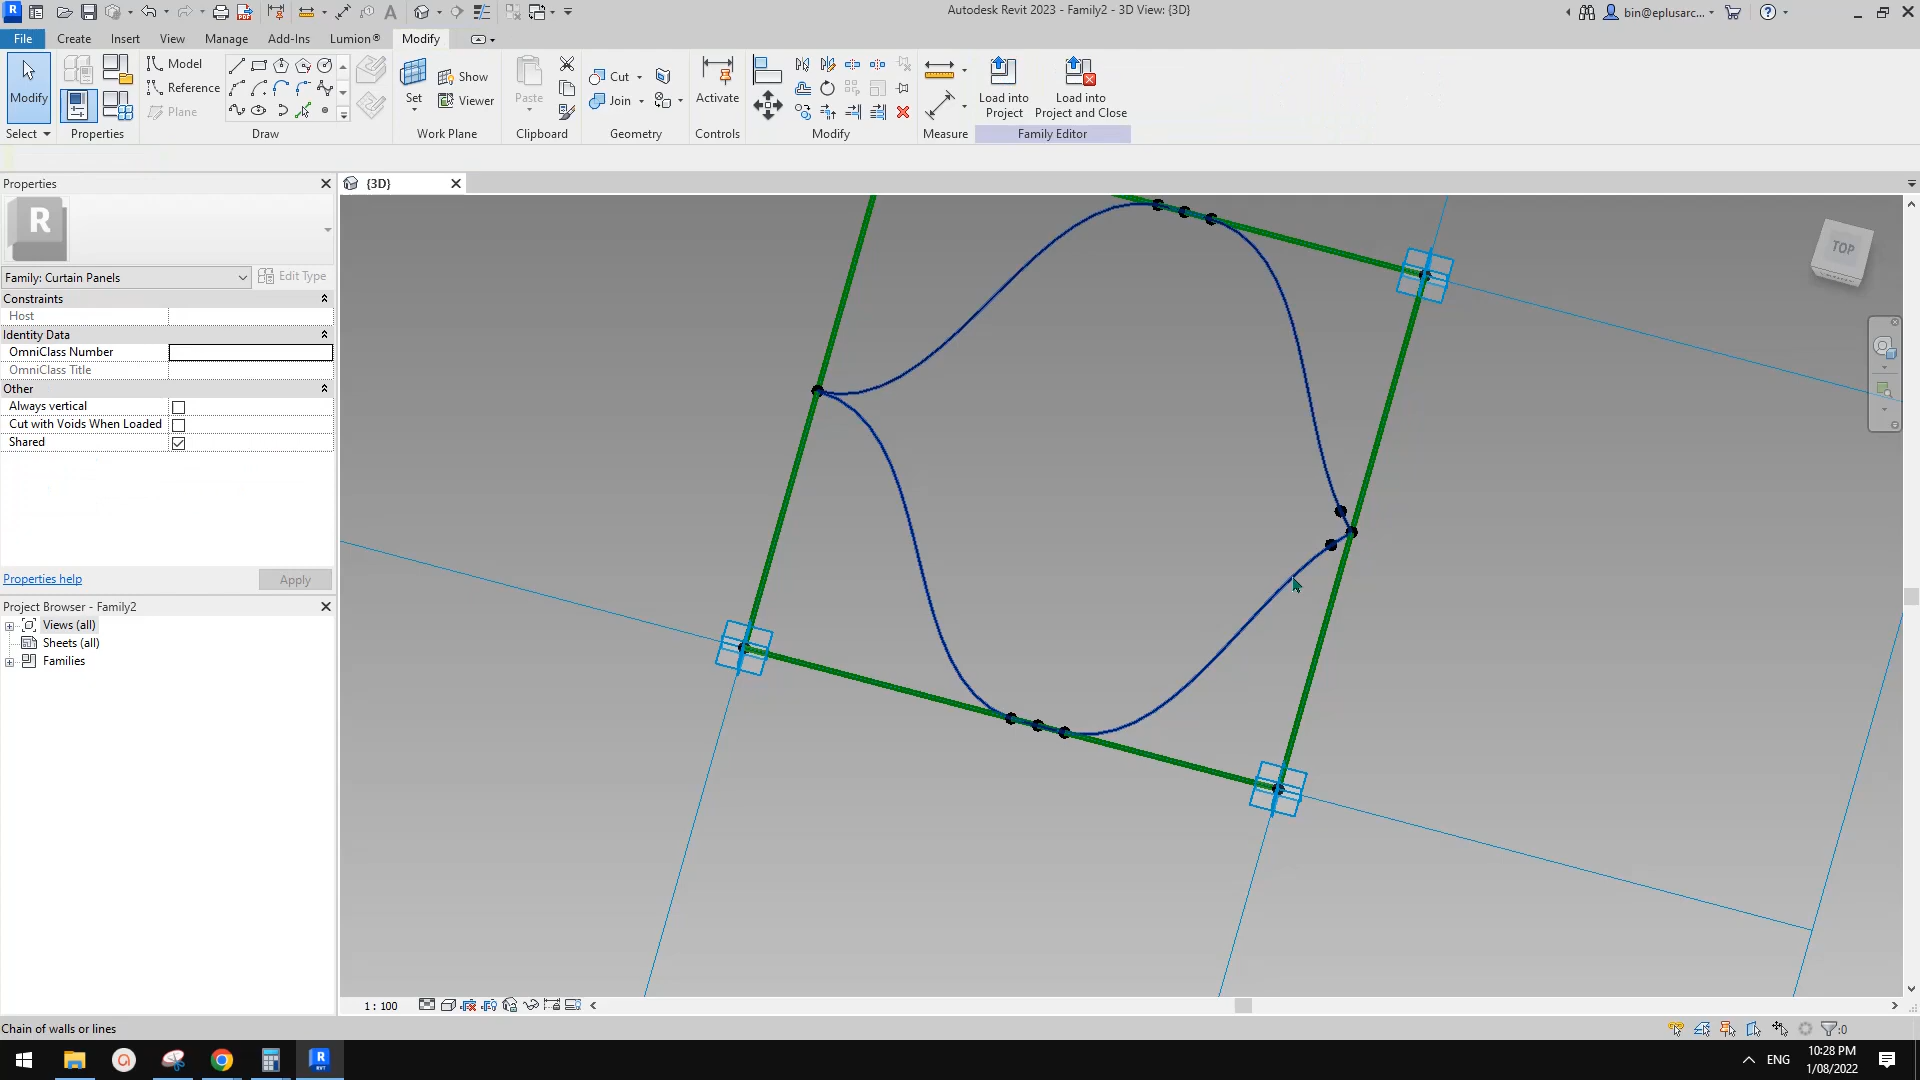 R
Autodesk Revit 2023 - Family2 - 3D View: {3D}
bin@eplusarc...
File
Create
Insert
View
Manage
Add-Ins
Lumion®
Modify
Modify
Select
Properties
Model
Reference
Plane
Draw
Set
Show
Viewer
Work Plane
Paste
Clipboard
Cut
Join
Geometry
Activate
Controls
Modify
Measure
Load into
Project
Load into
Project and Close
Family Editor
Properties
{3D}
R
Family: Curtain Panels
Edit Type
Constraints
Host
Identity Data
OmniClass Number
OmniClass Title
Other
Always vertical
Cut with Voids When Loaded
Shared
Properties help
Apply
Project Browser - Family2
Views (all)
Sheets (all)
Families
TOP
1 : 100
Chain of walls or lines
:0
ENG
10:28 PM
1/08/2022